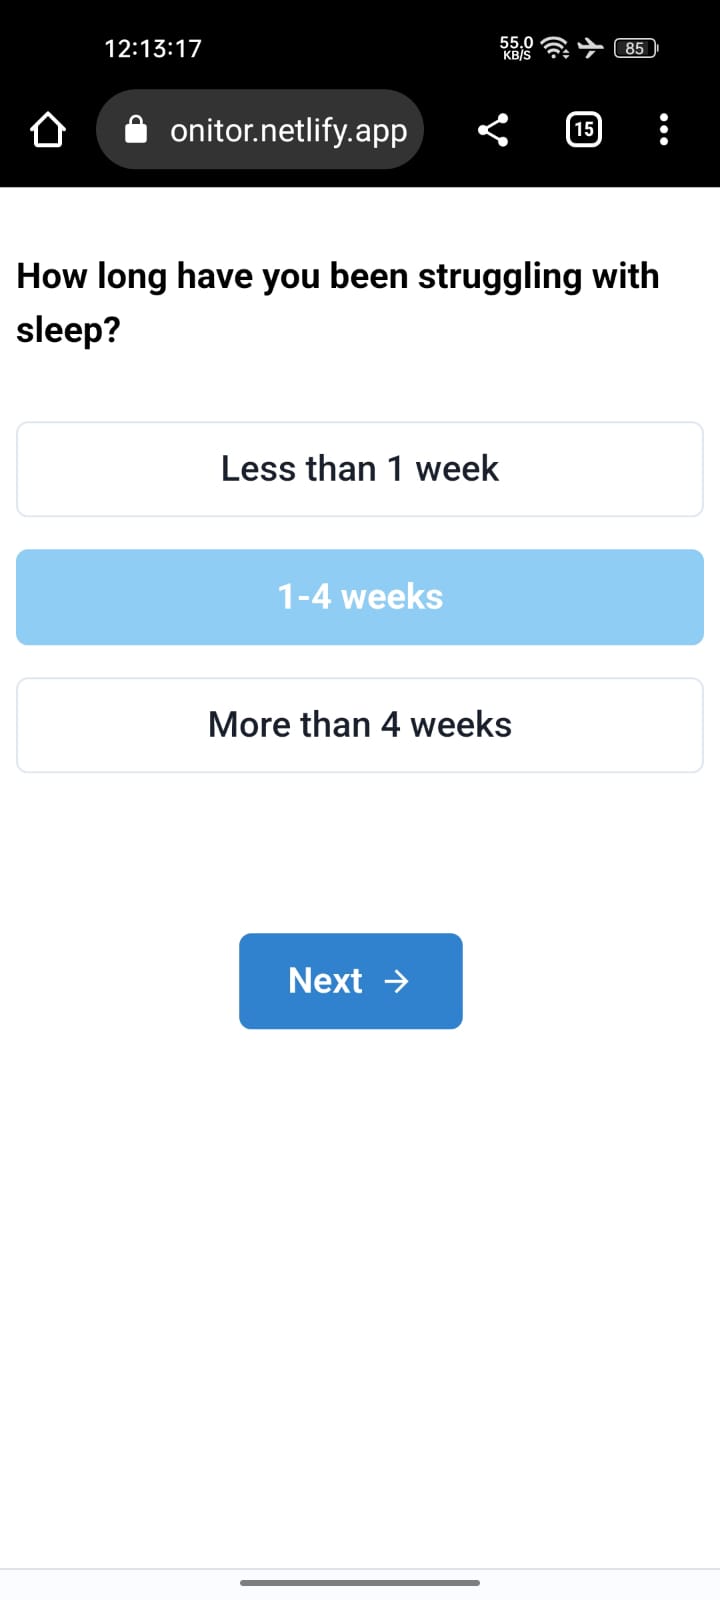 12:13:17
55.0
KB/S
85
onitor.netlify.app
15
How long have you been struggling with
sleep?
Less than 1 week
1-4 weeks
More than 4 weeks
Next →